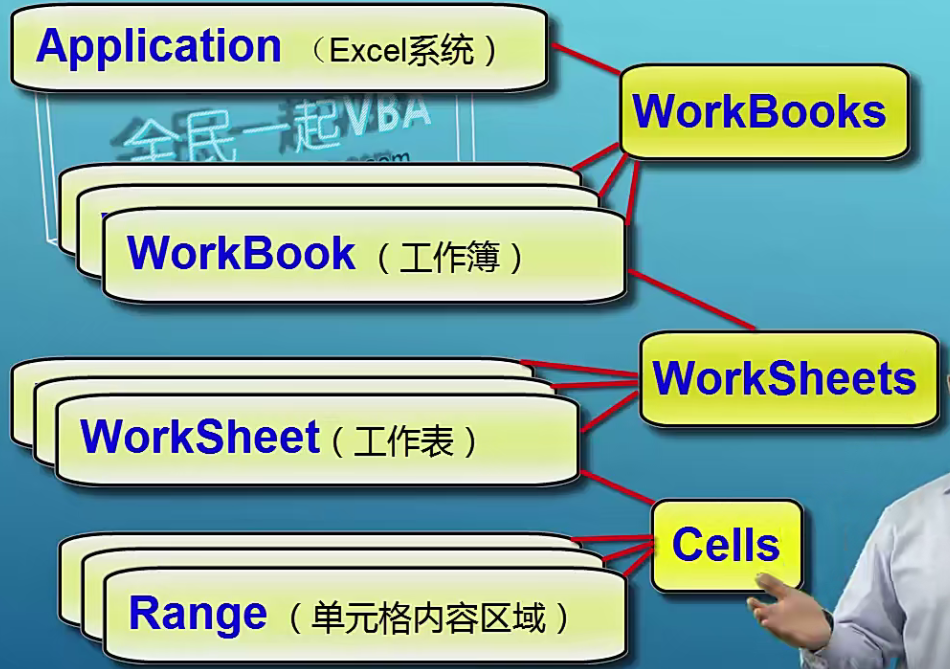 Application （Excel系统）
WorkBooks
全民一起VBA
WorkBook （工作簿）
WorkSheets
WorkSheet（工作表）
Cells
Range （单元格内容区域）